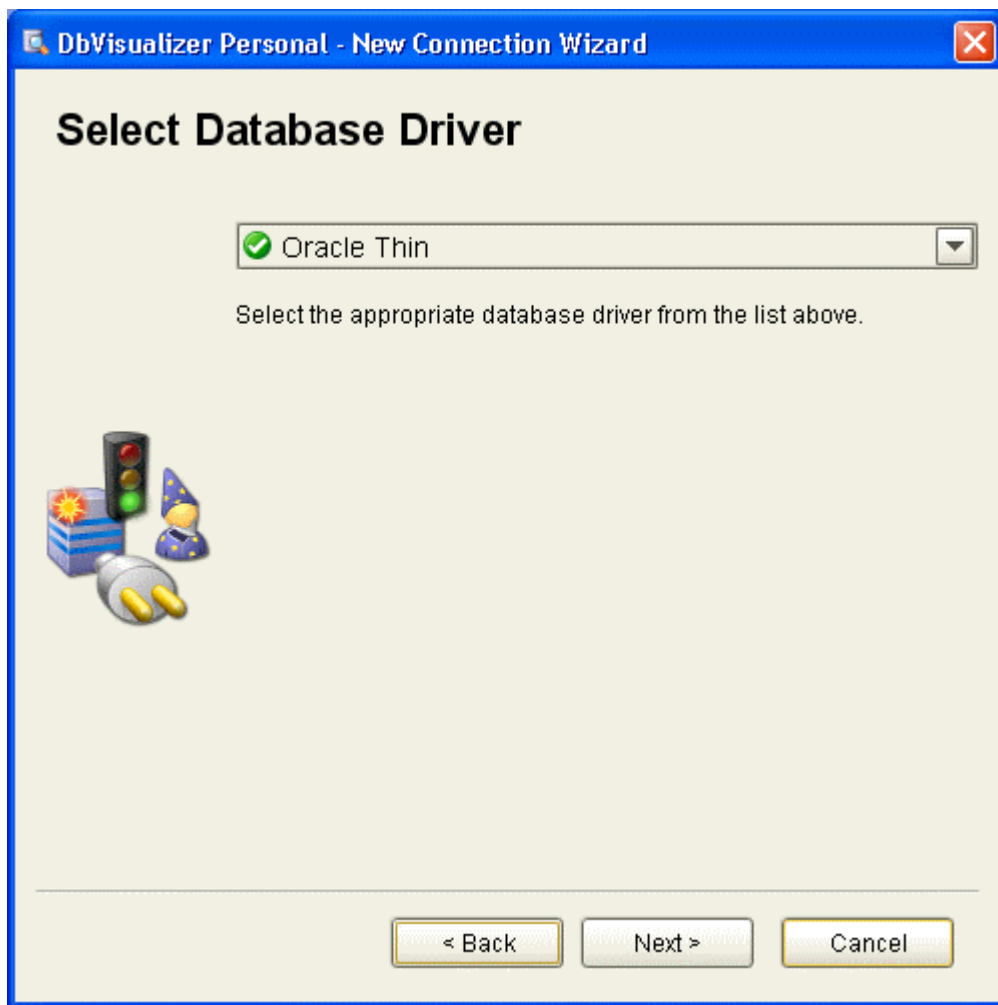 DbVisualizer Personal - New Connection Wizard
Select Database Driver
Oracle Thin
Select the appropriate database driver from the list above.
< Back Next > Cancel